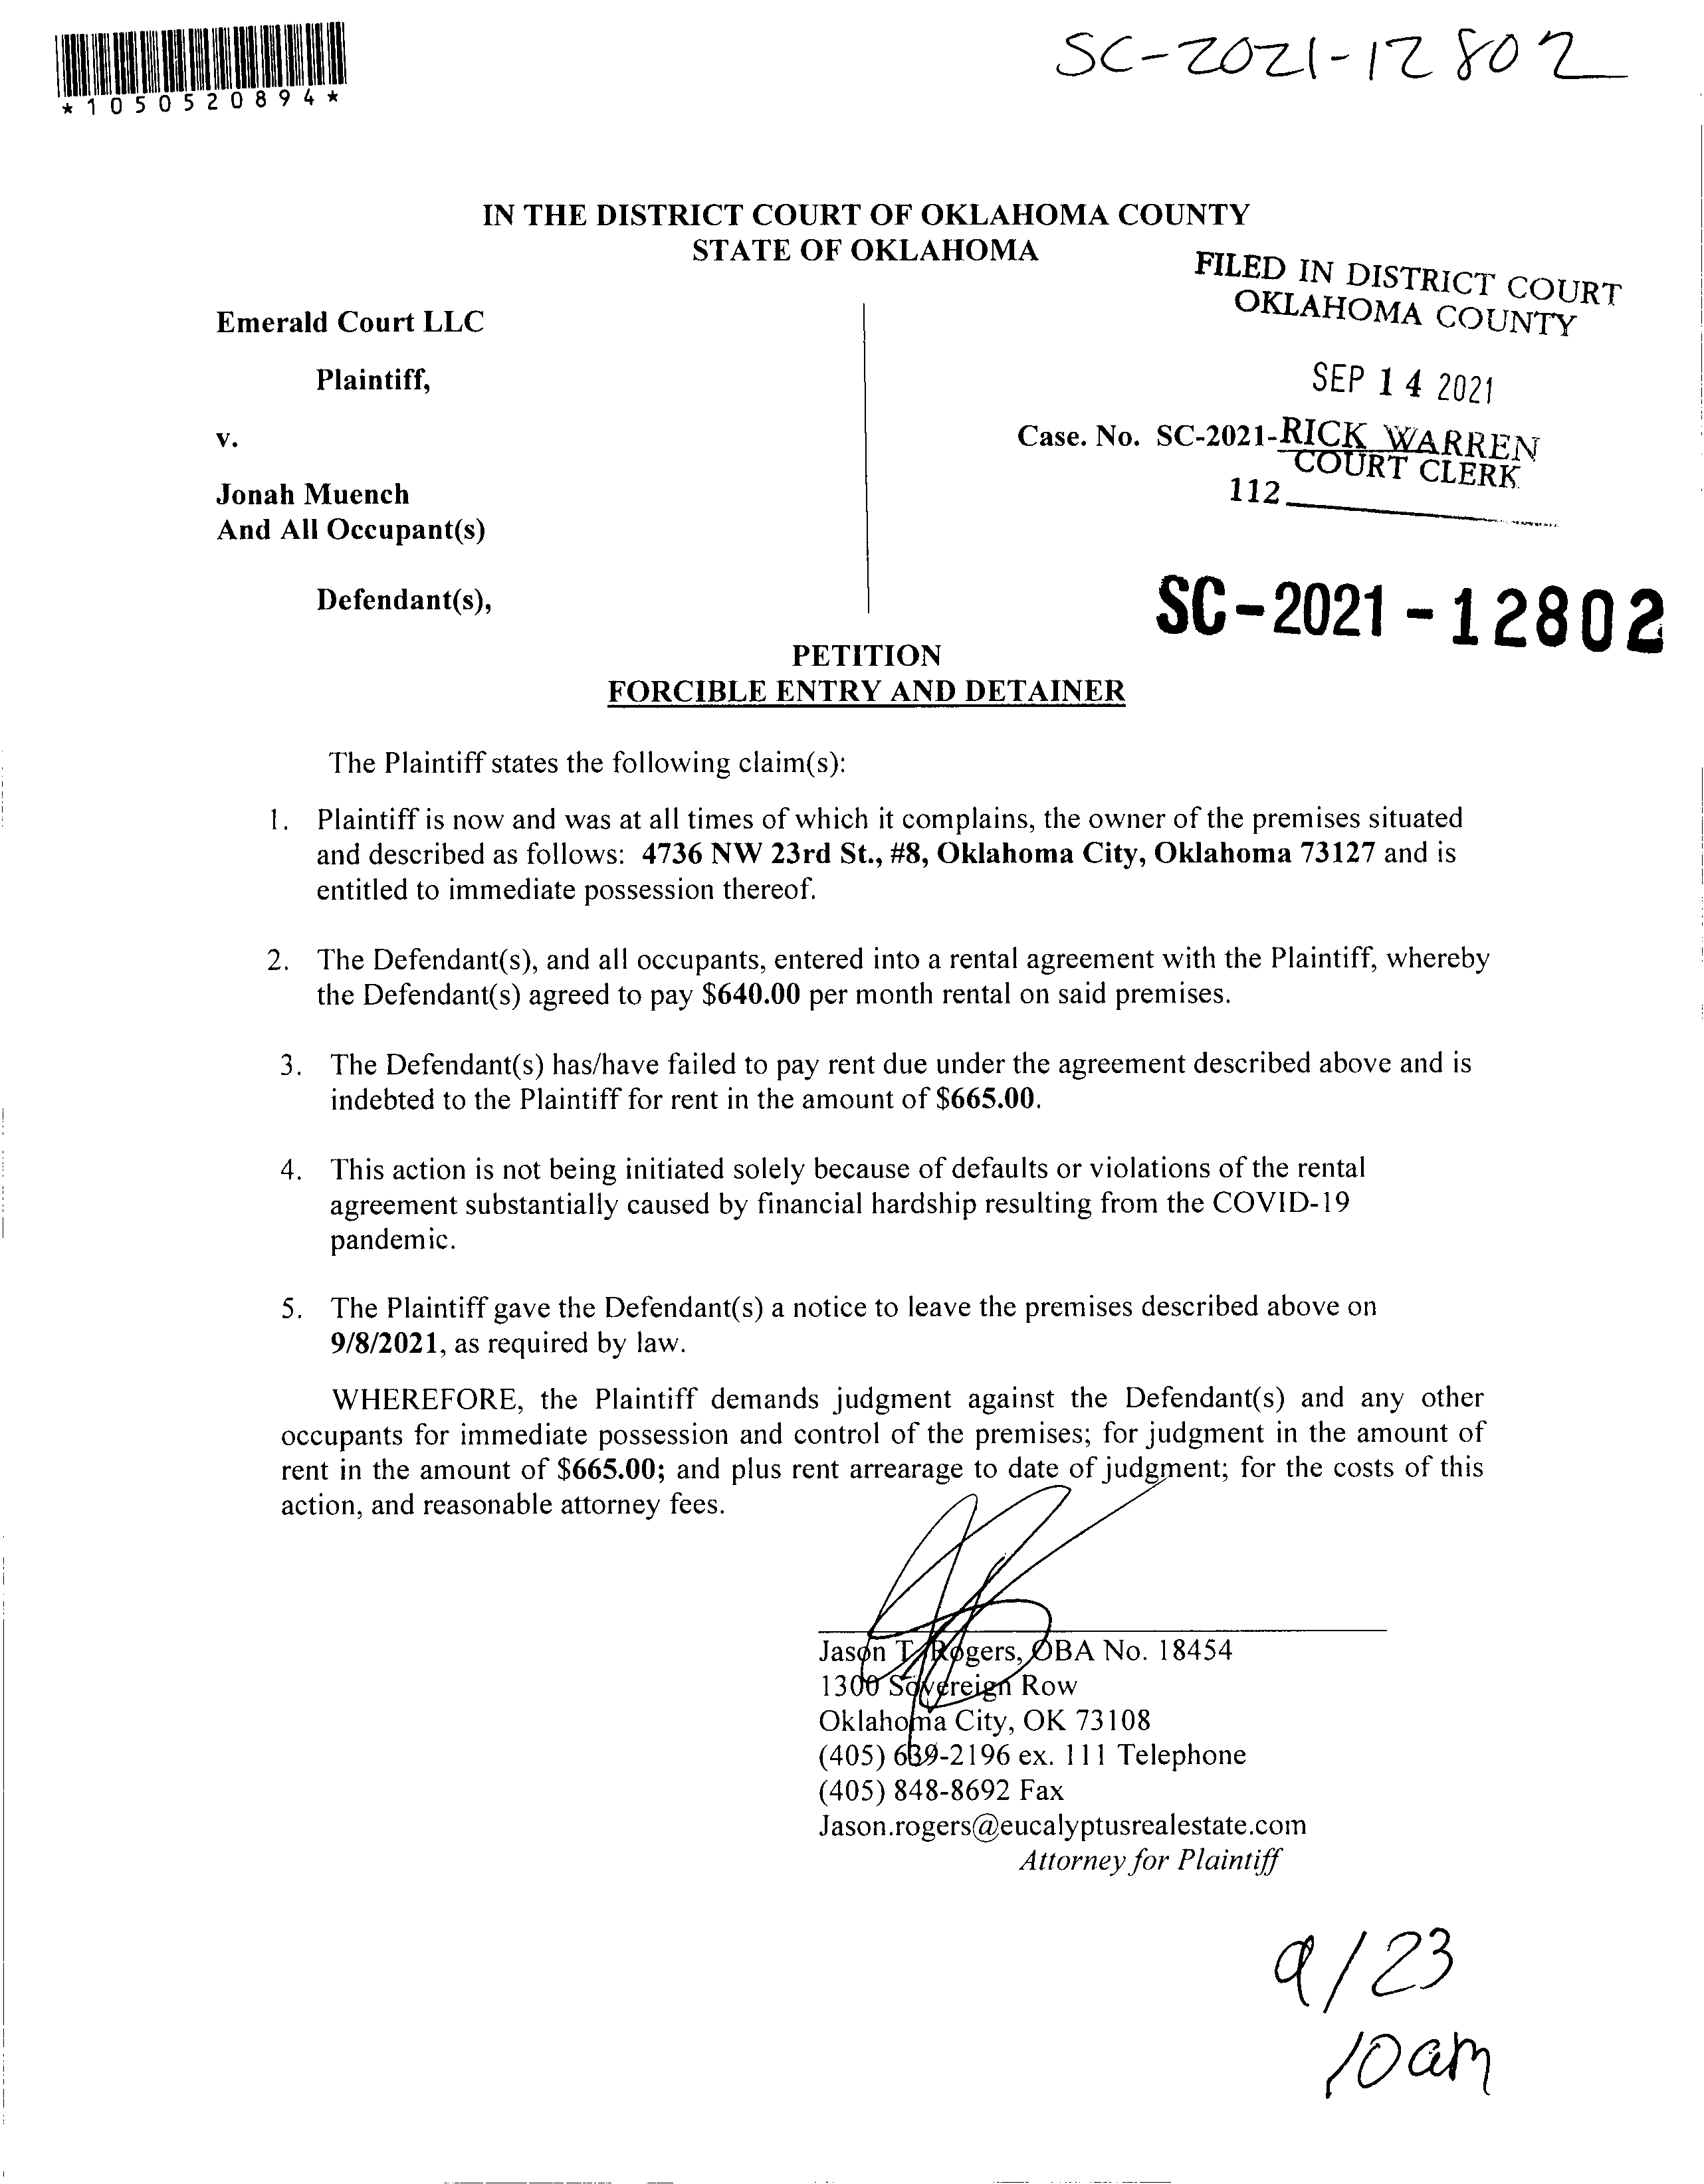 SC-2021-12802
*1050520894*
IN THE DISTRICT COURT OF OKLAHOMA COUNTY
STATE OF OKLAHOMA
FILED IN DISTRICT COURT
OKLAHOMA COUNTY
Emerald Court LLC
Plaintiff,
SEP 14 2021
v.
Case. No. SC-2021-
RICK WARREN
COURT CLERK
112
Jonah Muench
And All Occupant(s)
Defendant(s),
SC-2021-12802
PETITION
FORCIBLE ENTRY AND DETAINER
The Plaintiff states the following claim(s):
1. Plaintiff is now and was at all times of which it complains, the owner of the premises situated
and described as follows: 4736 NW 23rd St., #8, Oklahoma City, Oklahoma 73127 and is
entitled to immediate possession thereof.
2. The Defendant(s), and all occupants, entered into a rental agreement with the Plaintiff, whereby
the Defendant(s) agreed to pay $640.00 per month rental on said premises.
3. The Defendant(s) has/have failed to pay rent due under the agreement described above and is
indebted to the Plaintiff for rent in the amount of $665.00.
4. This action is not being initiated solely because of defaults or violations of the rental
agreement substantially caused by financial hardship resulting from the COVID-19
pandemic.
5. The Plaintiff gave the Defendant(s) a notice to leave the premises described above on
9/8/2021, as required by law.
WHEREFORE, the Plaintiff demands judgment against the Defendant(s) and any other
occupants for immediate possession and control of the premises; for judgment in the amount of
rent in the amount of $665.00; and plus rent arrearage to date of judgment; for the costs of this
action, and reasonable attorney fees.
Jason T. Rogers, OBA No. 18454
1300 Sovereign Row
Oklahoma City, OK 73108
(405) 639-2196 ex. 111 Telephone
(405) 848-8692 Fax
Jason.rogers@eucalyptusrealestate.com
Attorney for Plaintiff
9/23
10am